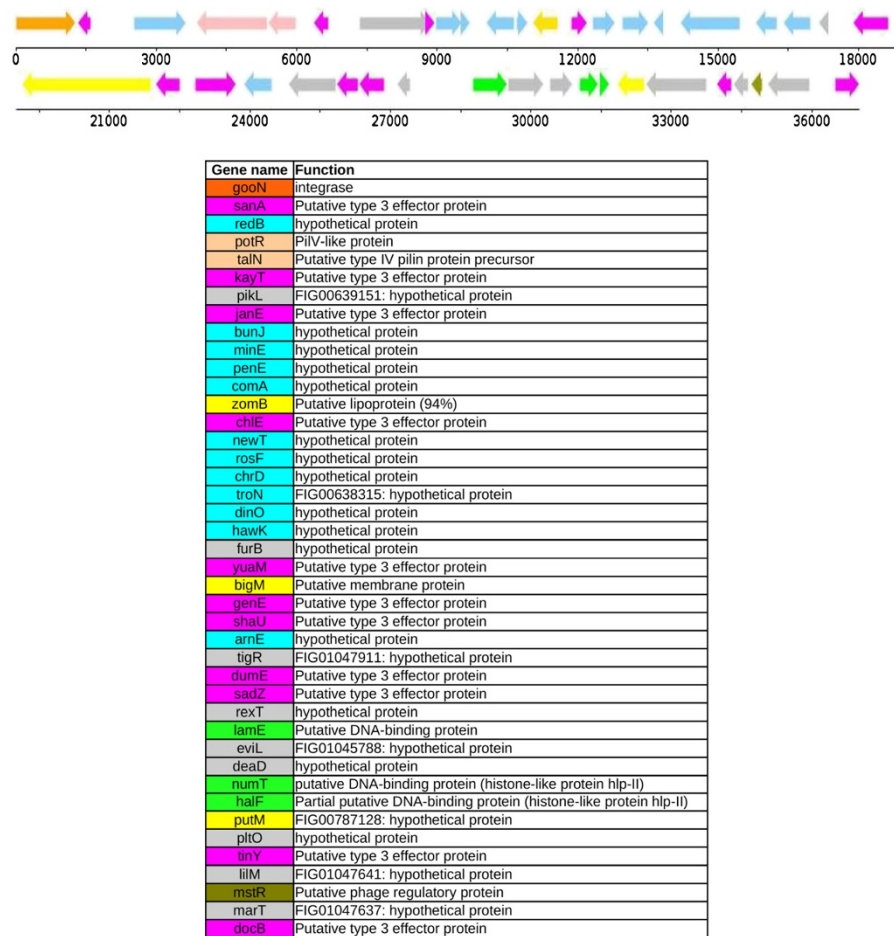 0 3000 6000 9000 12000 15000 18000
21000 24000 27000 30000 33000 36000
Gene name Function
gooN integrase
sanA Putative type 3 effector protein
redB hypothetical protein
potR PilV-like protein
talN Putative type IV pilin protein precursor
kayT Putative type 3 effector protein
pikL FIG00639151: hypothetical protein
janE Putative type 3 effector protein
bunJ hypothetical protein
minE hypothetical protein
penE hypothetical protein
comA hypothetical protein
zomB Putative lipoprotein (94%)
chlE Putative type 3 effector protein
newT hypothetical protein
rosF hypothetical protein
chrD hypothetical protein
troN FIG00638315: hypothetical protein
dinO hypothetical protein
hawK hypothetical protein
furB hypothetical protein
yuaM Putative type 3 effector protein
bigM Putative membrane protein
genE Putative type 3 effector protein
shaU Putative type 3 effector protein
arnE hypothetical protein
tigR FIG01047911: hypothetical protein
dumE Putative type 3 effector protein
sadZ Putative type 3 effector protein
rexT hypothetical protein
lamE Putative DNA-binding protein
eviL FIG01045788: hypothetical protein
deaD hypothetical protein
numT putative DNA-binding protein (histone-like protein hlp-II)
halF Partial putative DNA-binding protein (histone-like protein hlp-II)
putM FIG00787128: hypothetical protein
pltO hypothetical protein
tinY Putative type 3 effector protein
lilM FIG01047641: hypothetical protein
mstR Putative phage regulatory protein
marT FIG01047637: hypothetical protein
docB Putative type 3 effector protein